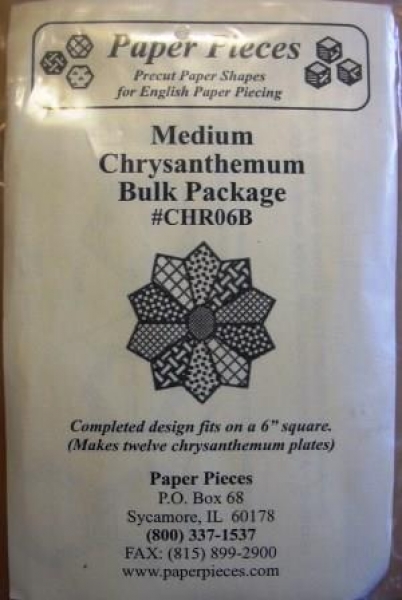 Paper Pieces
Precut Paper Shapes
for English Paper Piecing
Medium
Chrysanthemum
Bulk Package
#CHR06B
Completed design fits on a 6" square.
(Makes twelve chrysanthemum plates)
Paper Pieces
P.O. Box 68
Sycamore, IL 60178
(800) 337-1537
FAX: (815) 899-2900
www.paperpieces.com